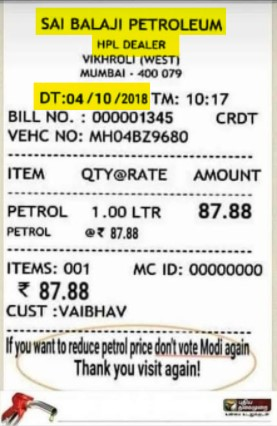 SAI BALAJI PETROLEUM
HPL DEALER
VIKHROLI (WEST)
MUMBAI - 400 079
DT:04/10/2018 TM: 10:17
BILL NO. : 000001345 CRDT
VEHC NO: MH04BZ9680
ITEM QTY@RATE AMOUNT
PETROL 1.00 LTR 87.88
PETROL @₹ 87.88
ITEMS: 001 MC ID: 00000000
₹ 87.88
CUST :VAIBHAV
If you want to reduce petrol price don't vote Modi again
Thank you visit again!
புதிய
தலைமுறை